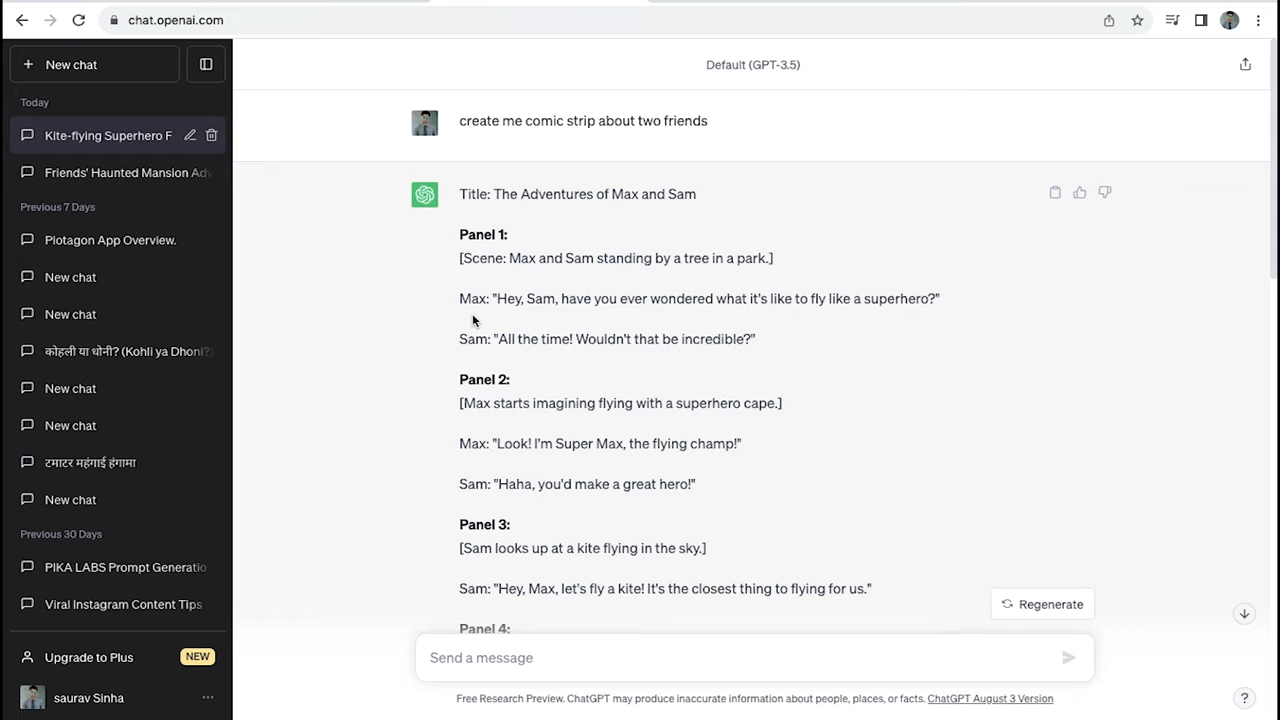 chat.openai.com
New chat
Today
Kite-flying Superhero F
Friends' Haunted Mansion Adv
Previous 7 Days
Plotagon App Overview.
New chat
New chat
कोहली या धोनी? (Kohli ya Dhoni?)
New chat
New chat
टमाटर महंगाई हंगामा
New chat
Previous 30 Days
PIKA LABS Prompt Generatio
Viral Instagram Content Tips
Upgrade to Plus NEW
saurav Sinha
Default (GPT-3.5)
create me comic strip about two friends
Title: The Adventures of Max and Sam
Panel 1:
[Scene: Max and Sam standing by a tree in a park.]
Max: "Hey, Sam, have you ever wondered what it's like to fly like a superhero?"
Sam: "All the time! Wouldn't that be incredible?"
Panel 2:
[Max starts imagining flying with a superhero cape.]
Max: "Look! I'm Super Max, the flying champ!"
Sam: "Haha, you'd make a great hero!"
Panel 3:
[Sam looks up at a kite flying in the sky.]
Sam: "Hey, Max, let's fly a kite! It's the closest thing to flying for us."
Regenerate
Panel 4:
Send a message
Free Research Preview. ChatGPT may produce inaccurate information about people, places, or facts. ChatGPT August 3 Version
?